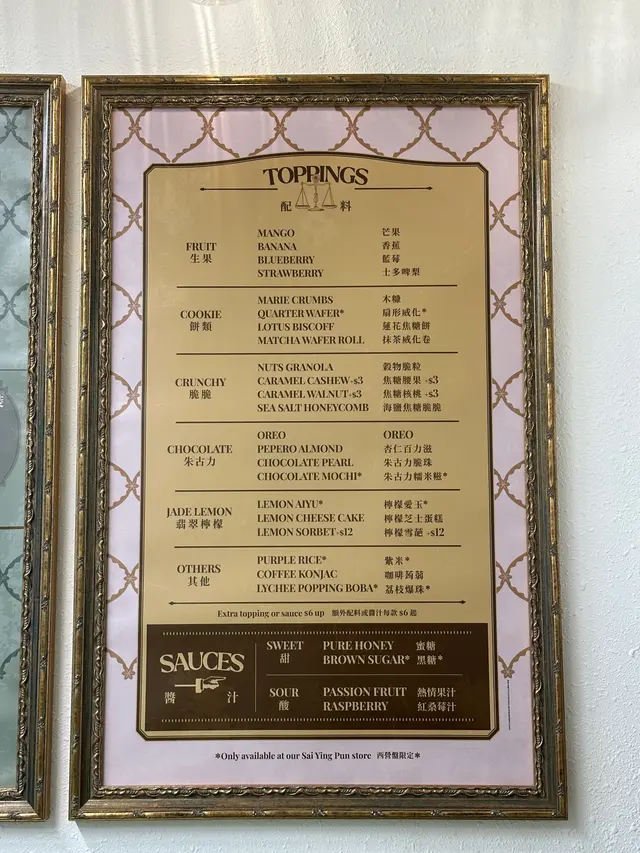 TOPPINGS
配 料
FRUIT
生果
MANGO 芒果
BANANA 香蕉
BLUEBERRY 藍莓
STRAWBERRY 士多啤梨
COOKIE
餅類
MARIE CRUMBS 木糠
QUARTER WAFER* 扇形威化*
LOTUS BISCOFF 蓮花焦糖餅
MATCHA WAFER ROLL 抹茶威化卷
CRUNCHY
脆脆
NUTS GRANOLA 穀物脆粒
CARAMEL CASHEW+$3 焦糖腰果+$3
CARAMEL WALNUT+$3 焦糖核桃+$3
SEA SALT HONEYCOMB 海鹽焦糖脆脆
CHOCOLATE
朱古力
OREO OREO
PEPERO ALMOND 杏仁百力滋
CHOCOLATE PEARL 朱古力脆珠
CHOCOLATE MOCHI* 朱古力糯米糍*
JADE LEMON
翡翠檸檬
LEMON AIYU* 檸檬愛玉*
LEMON CHEESE CAKE 檸檬芝士蛋糕
LEMON SORBET+$12 檸檬雪葩+$12
OTHERS
其他
PURPLE RICE* 紫米*
COFFEE KONJAC 咖啡蒟蒻
LYCHEE POPPING BOBA* 荔枝爆珠*
Extra topping or sauce $6 up 額外配料或醬汁每款 $6 起
SAUCES
醬 汁
SWEET
甜
PURE HONEY 蜜糖
BROWN SUGAR* 黑糖*
SOUR
酸
PASSION FRUIT 熱情果汁
RASPBERRY 紅桑莓汁
*Only available at our Sai Ying Pun store 西營盤限定*